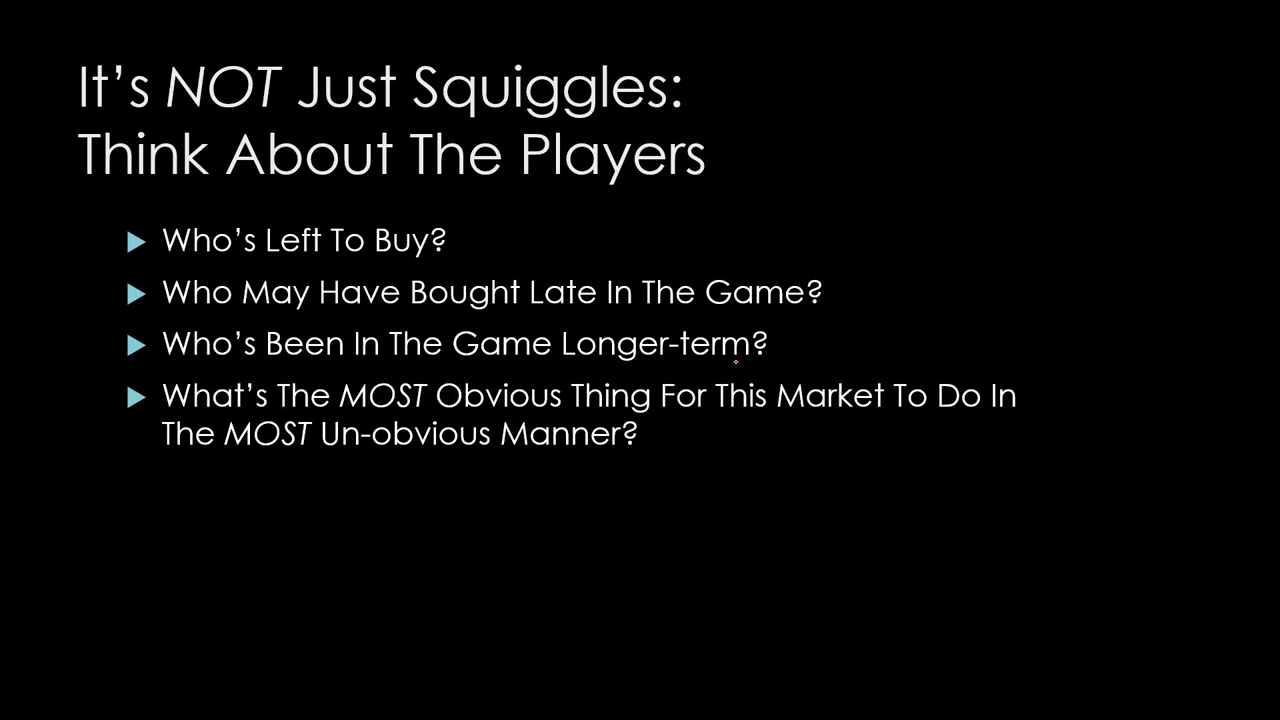 It’s NOT Just Squiggles:
Think About The Players
Who’s Left To Buy?
Who May Have Bought Late In The Game?
Who’s Been In The Game Longer-term?
What’s The MOST Obvious Thing For This Market To Do In
The MOST Un-obvious Manner?